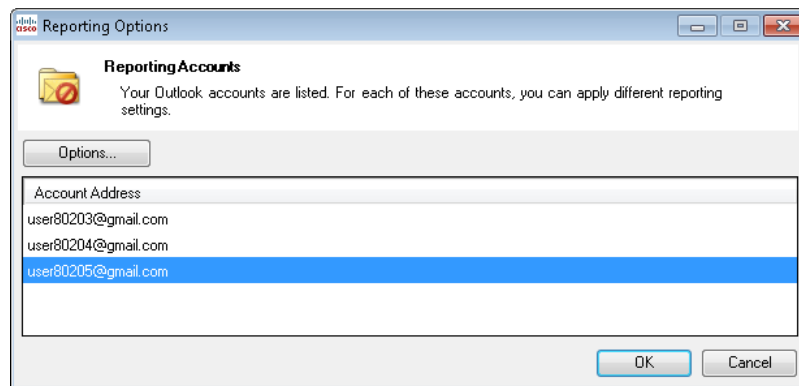 cisco Reporting Options
Reporting Accounts
Your Outlook accounts are listed. For each of these accounts, you can apply different reporting
settings.
Options...
Account Address
user80203@gmail.com
user80204@gmail.com
user80205@gmail.com
OK Cancel